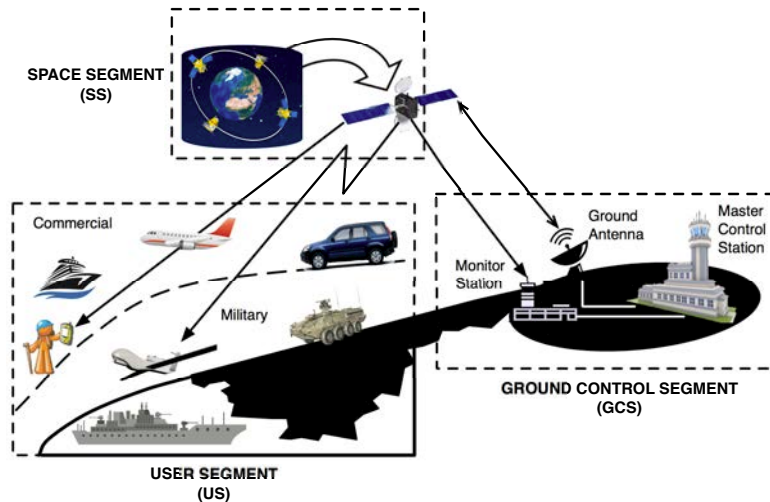 SPACE SEGMENT
(SS)
Commercial
Military
USER SEGMENT
(US)
Ground
Antenna
Master
Control
Station
Monitor
Station
GROUND CONTROL SEGMENT
(GCS)